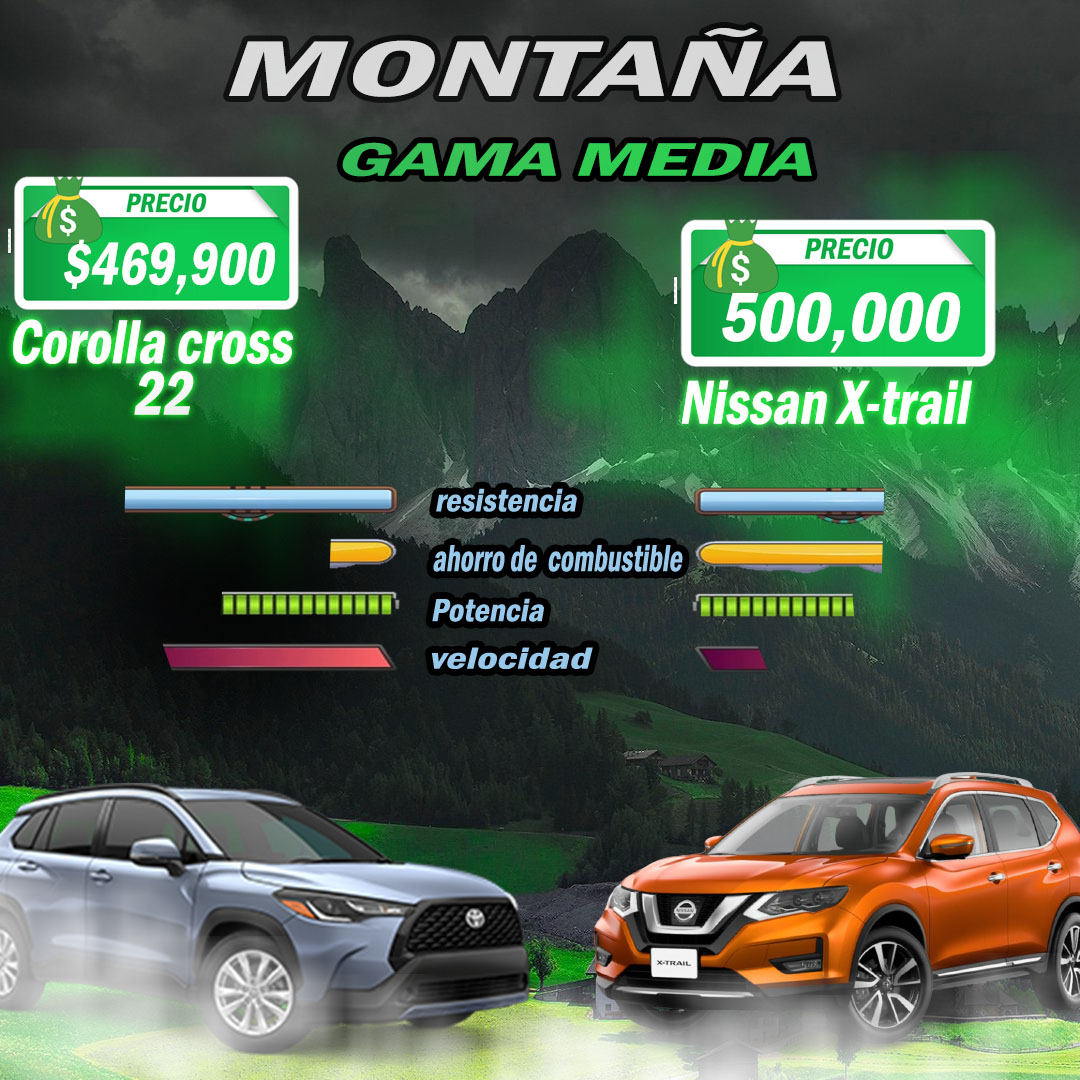 MONTAÑA
GAMA MEDIA
PRECIO
$
$469,900
Corolla cross
22
PRECIO
$
500,000
Nissan X-trail
resistencia
ahorro de combustible
Potencia
velocidad
NISSAN
X-TRAIL